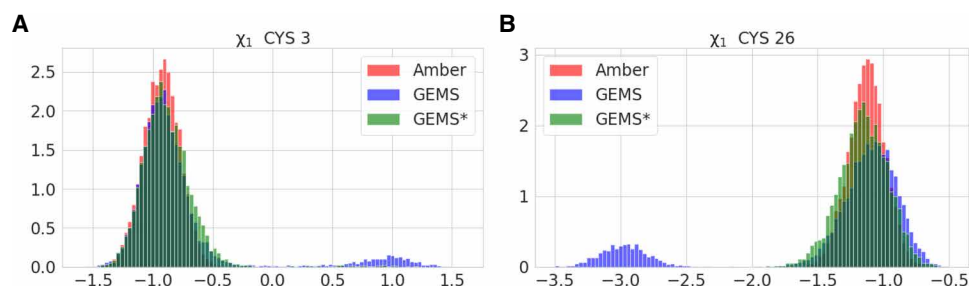 A
χ₁ CYS 3
2.5
2.0
1.5
1.0
0.5
0.0
Amber
GEMS
GEMS*
−1.5 −1.0 −0.5 0.0 0.5 1.0 1.5
B
χ₁ CYS 26
3
2
1
0
Amber
GEMS
GEMS*
−3.5 −3.0 −2.5 −2.0 −1.5 −1.0 −0.5